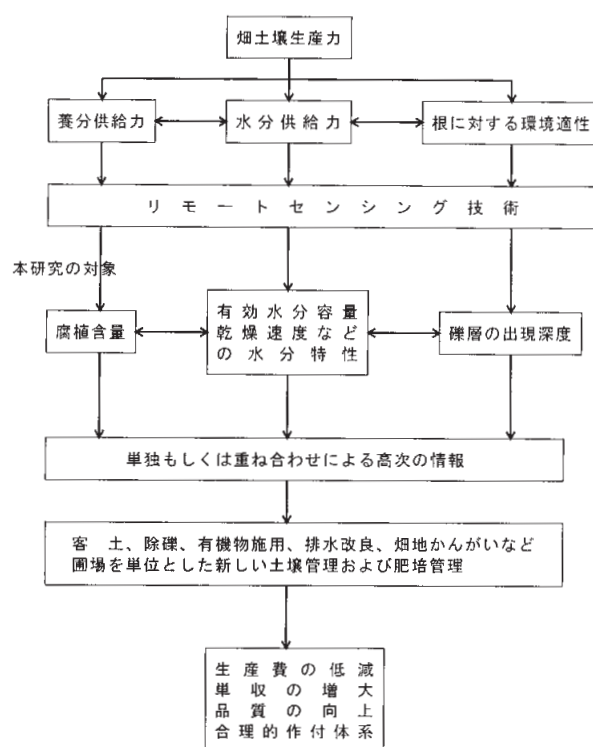 畑土壌生産力
養分供給力
水分供給力
根に対する環境適性
リモートセンシング技術
本研究の対象
腐植含量
有効水分容量
乾燥速度など
の水分特性
礫層の出現深度
単独もしくは重ね合わせによる高次の情報
客土、除礫、有機物施用、排水改良、畑地かんがいなど
圃場を単位とした新しい土壌管理および肥培管理
生産費の低減
単収の増大
品質の向上
合理的作付体系